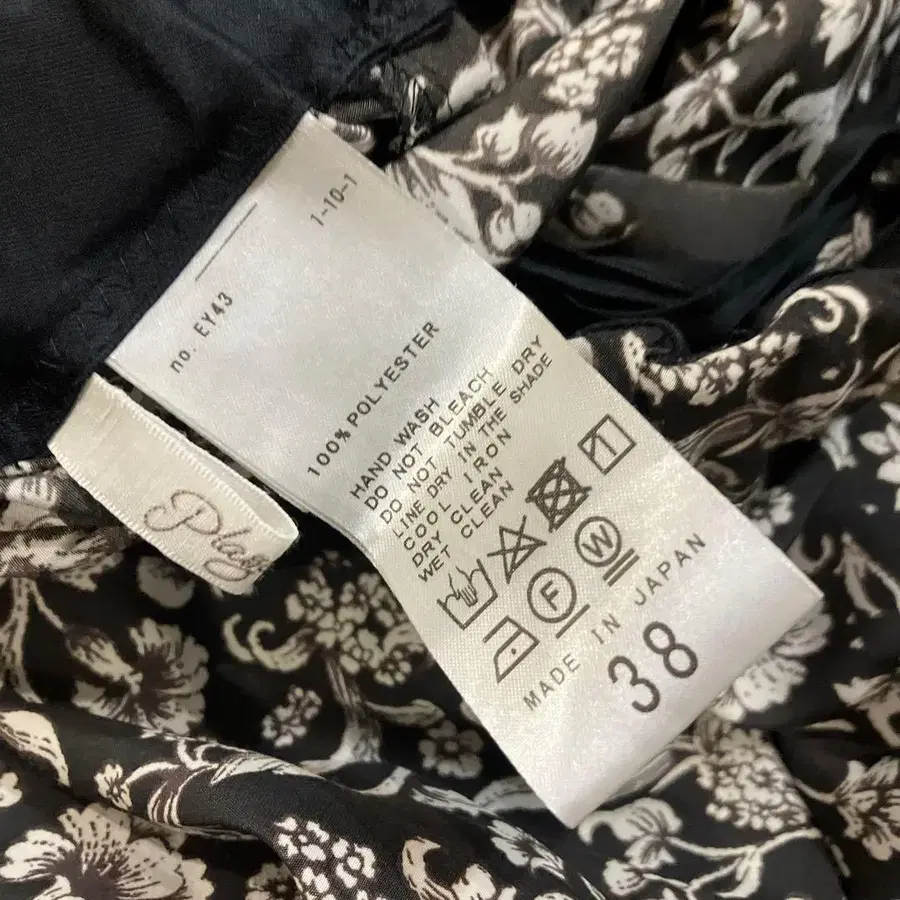 no. EY43
1-10-1
100% POLYESTER
HAND WASH
DO NOT BLEACH
DO NOT TUMBLE DRY
LINE DRY IN THE SHADE
COOL IRON
DRY CLEAN
WET CLEAN
P
W
MADE IN JAPAN
38